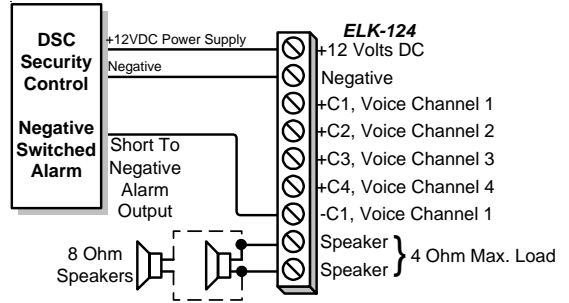 DSC
Security
Control
Negative
Switched
Alarm
+12VDC Power Supply
Negative
Short To
Negative
Alarm
Output
8 Ohm
Speakers
ELK-124
+12 Volts DC
Negative
+C1, Voice Channel 1
+C2, Voice Channel 2
+C3, Voice Channel 3
+C4, Voice Channel 4
-C1, Voice Channel 1
Speaker
Speaker
4 Ohm Max. Load